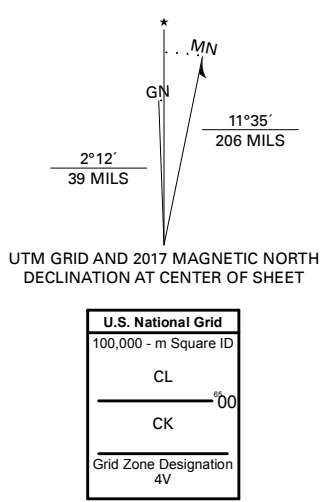 ★
MN
GN
11°35´
206 MILS
2°12´
39 MILS
UTM GRID AND 2017 MAGNETIC NORTH
DECLINATION AT CENTER OF SHEET
U.S. National Grid
100,000 - m Square ID
CL
⁶⁵00
CK
Grid Zone Designation
4V